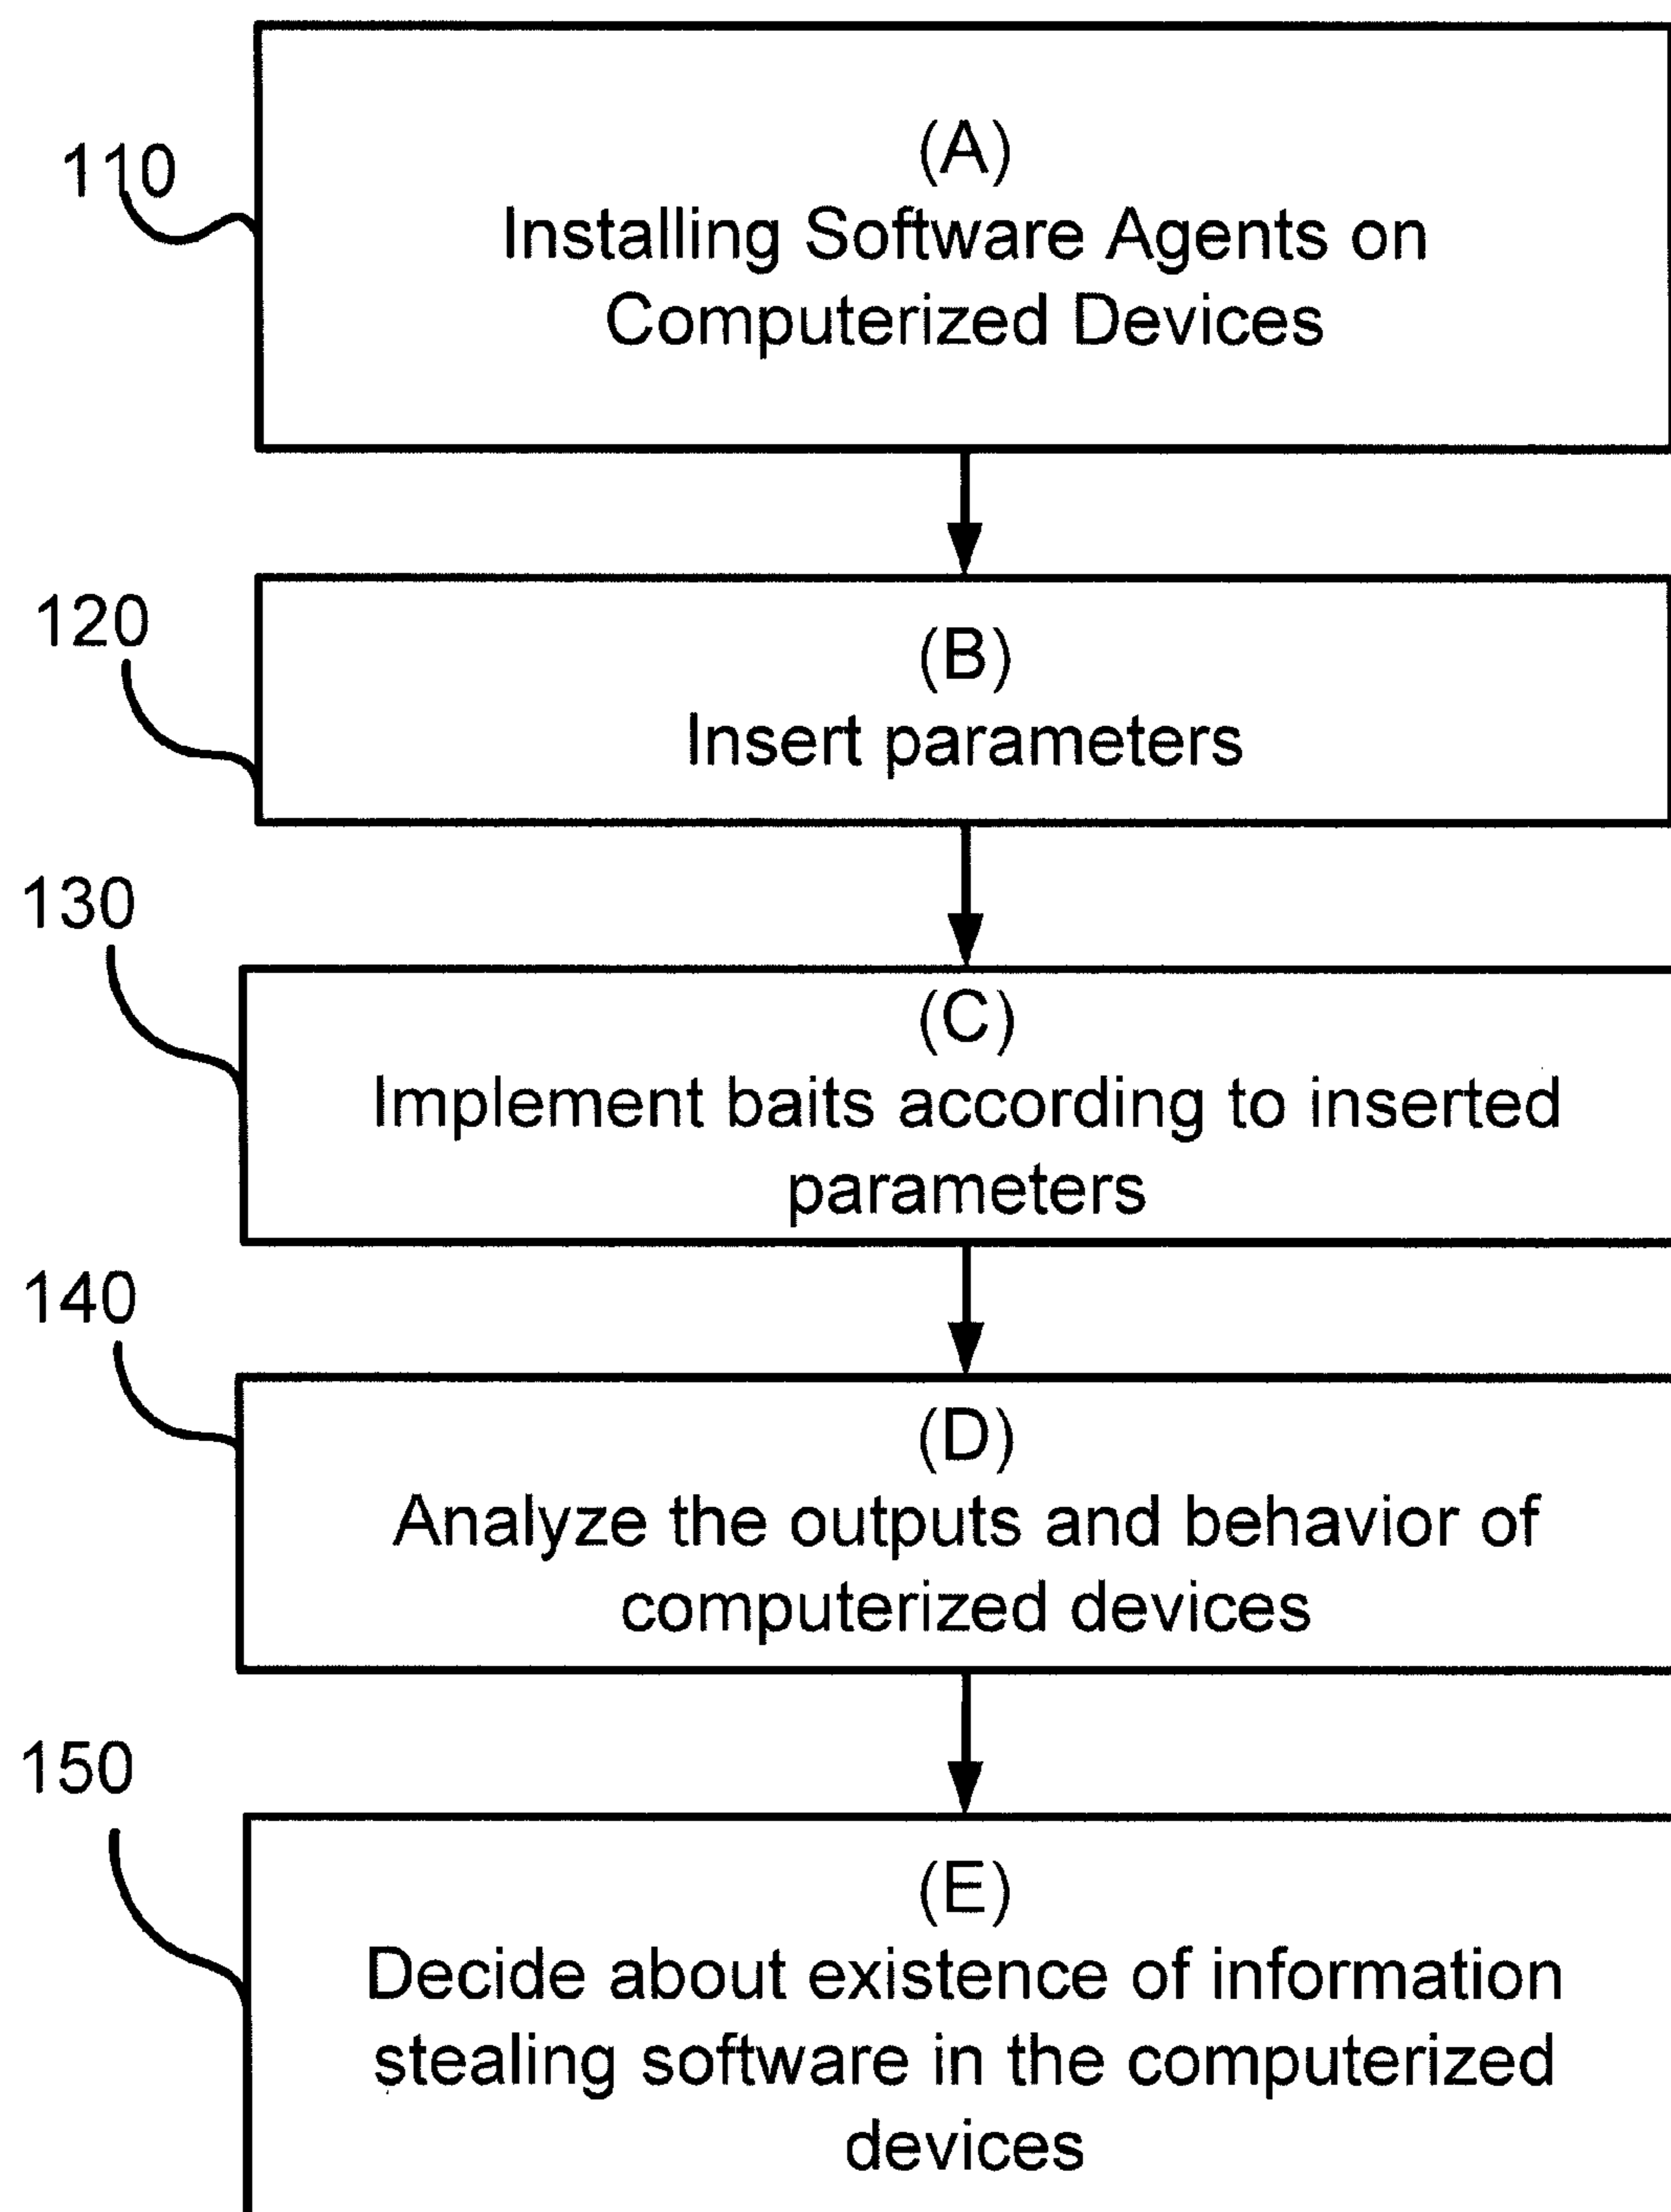 110
(A)
Installing Software Agents on
Computerized Devices
120
(B)
Insert parameters
130
(C)
Implement baits according to inserted
parameters
140
(D)
Analyze the outputs and behavior of
computerized devices
150
(E)
Decide about existence of information
stealing software in the computerized
devices